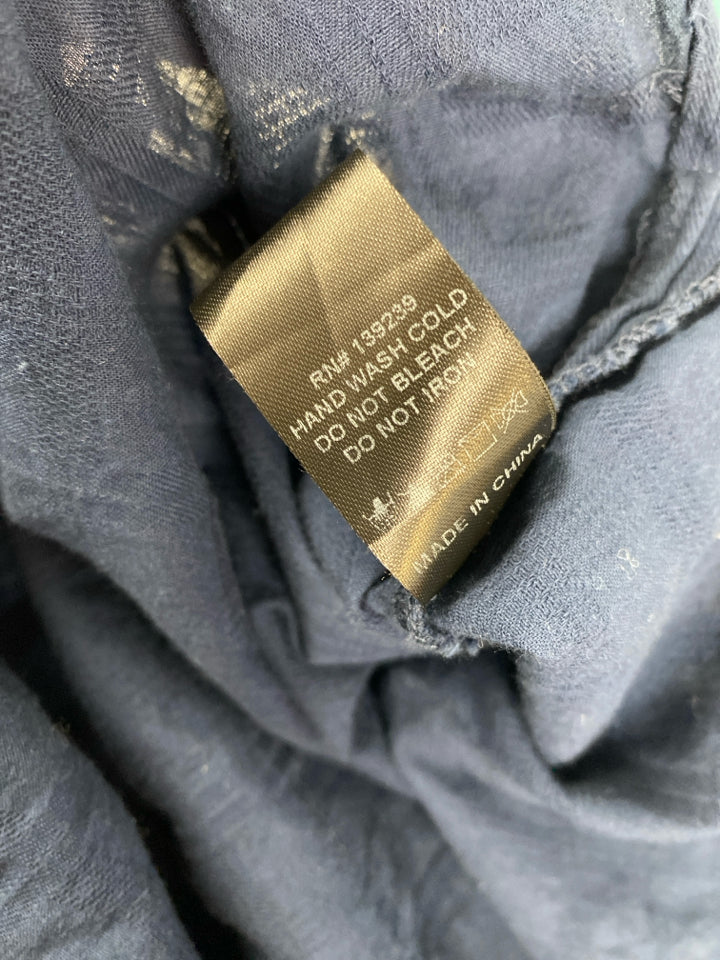 RN# 139239
HAND WASH COLD
DO NOT BLEACH
DO NOT IRON
MADE IN CHINA